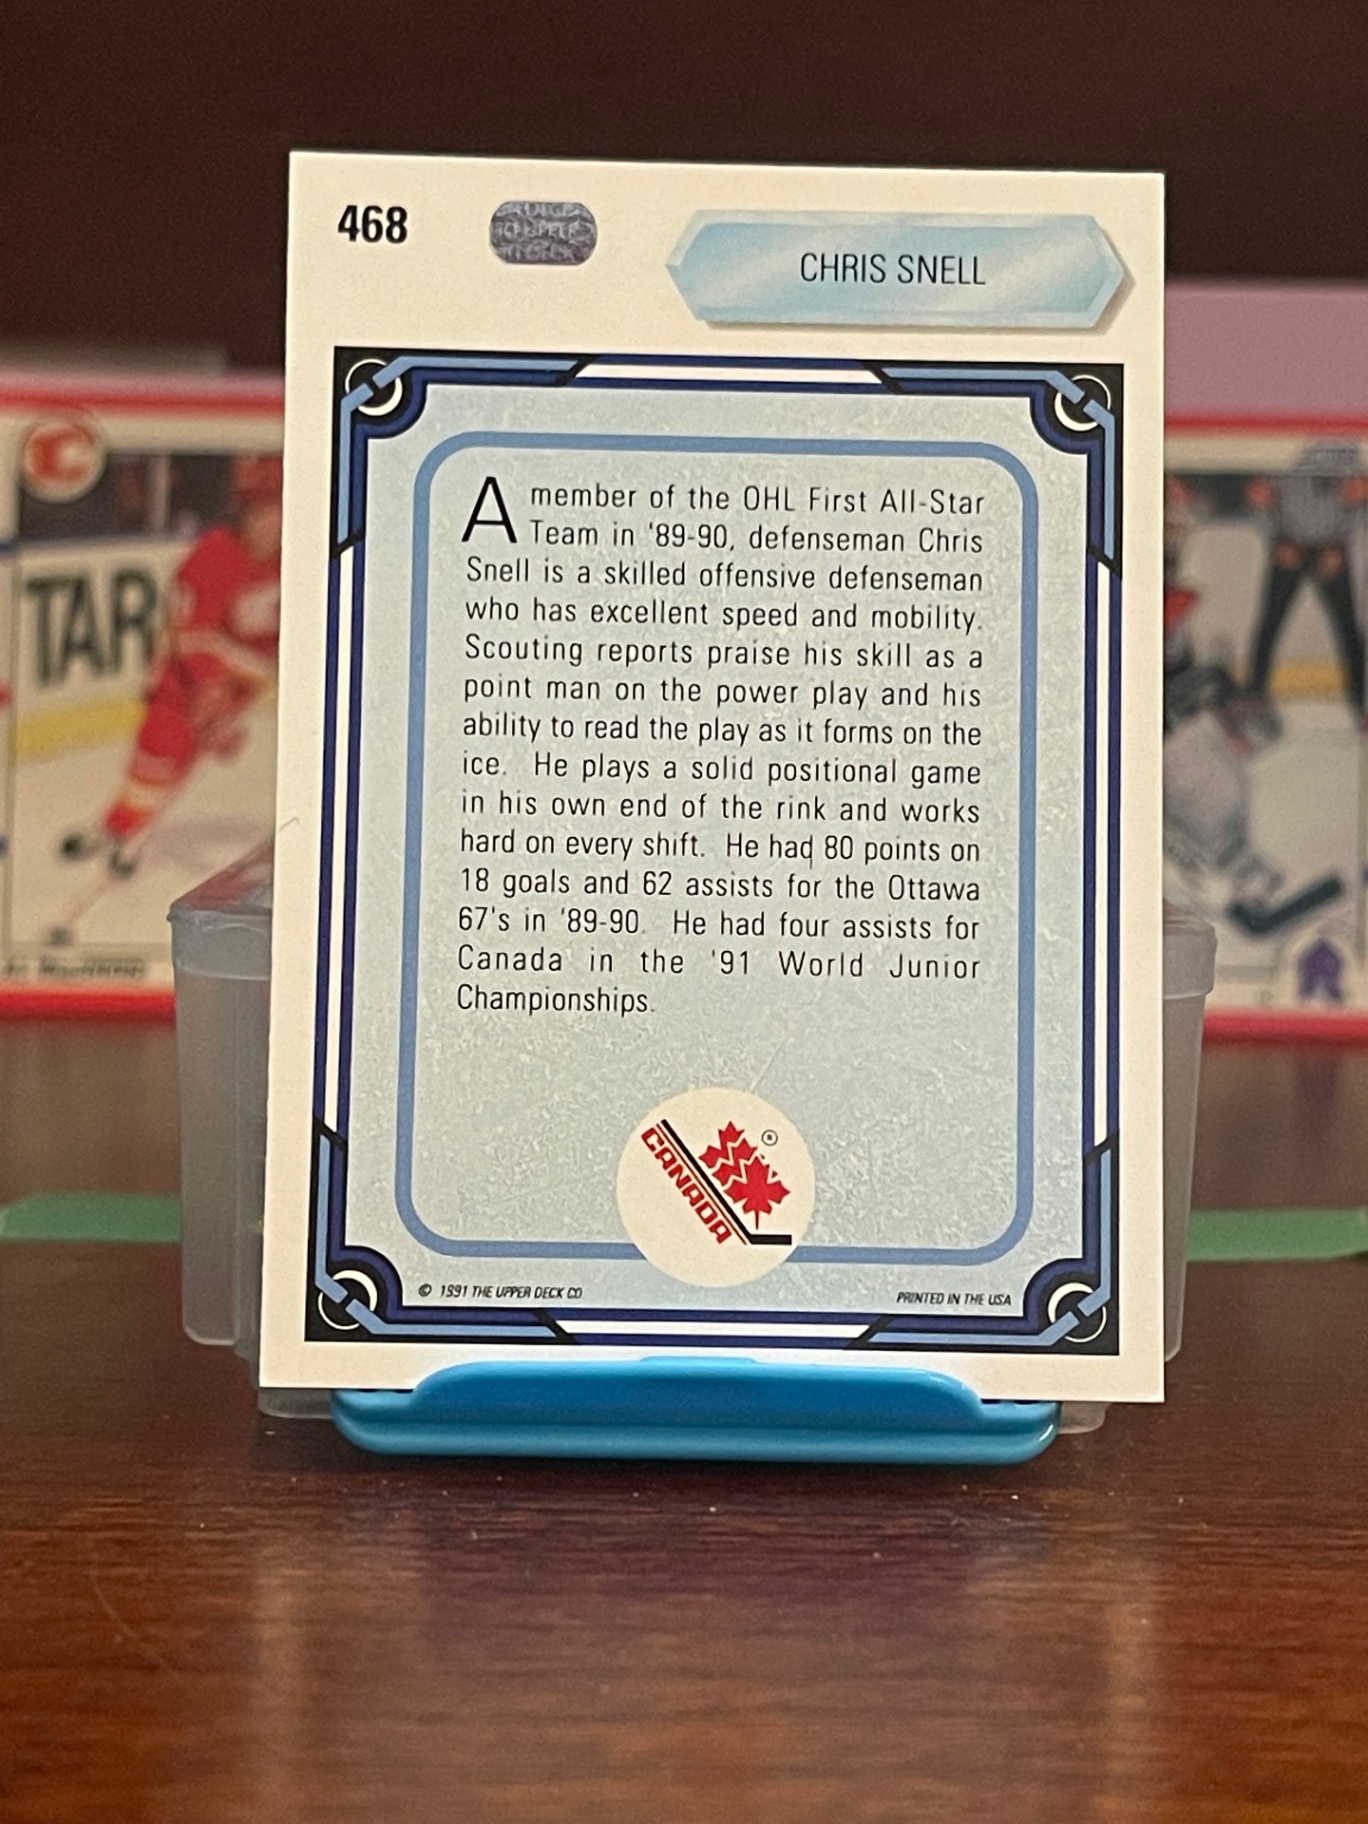 468
CHRIS SNELL
A member of the OHL First All-Star
Team in '89-90, defenseman Chris
Snell is a skilled offensive defenseman
who has excellent speed and mobility.
Scouting reports praise his skill as a
point man on the power play and his
ability to read the play as it forms on the
ice. He plays a solid positional game
in his own end of the rink and works
hard on every shift. He had 80 points on
18 goals and 62 assists for the Ottawa
67's in '89-90. He had four assists for
Canada in the '91 World Junior
Championships.
CANADA
®
© 1991 THE UPPER DECK CO.
PRINTED IN THE USA
TAR